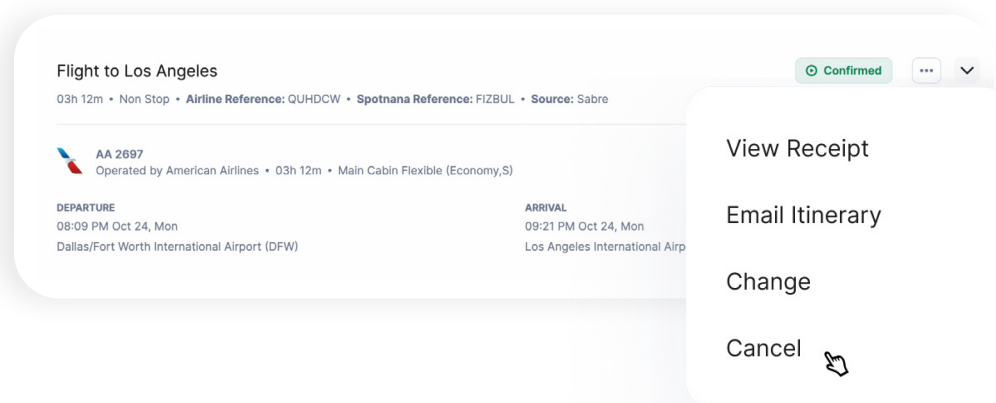 Flight to Los Angeles
Confirmed
03h 12m • Non Stop • Airline Reference: QUHDCW • Spotnana Reference: FIZBUL • Source: Sabre
AA 2697
Operated by American Airlines • 03h 12m • Main Cabin Flexible (Economy,S)
DEPARTURE
08:09 PM Oct 24, Mon
Dallas/Fort Worth International Airport (DFW)
ARRIVAL
09:21 PM Oct 24, Mon
Los Angeles International Airp
View Receipt
Email Itinerary
Change
Cancel